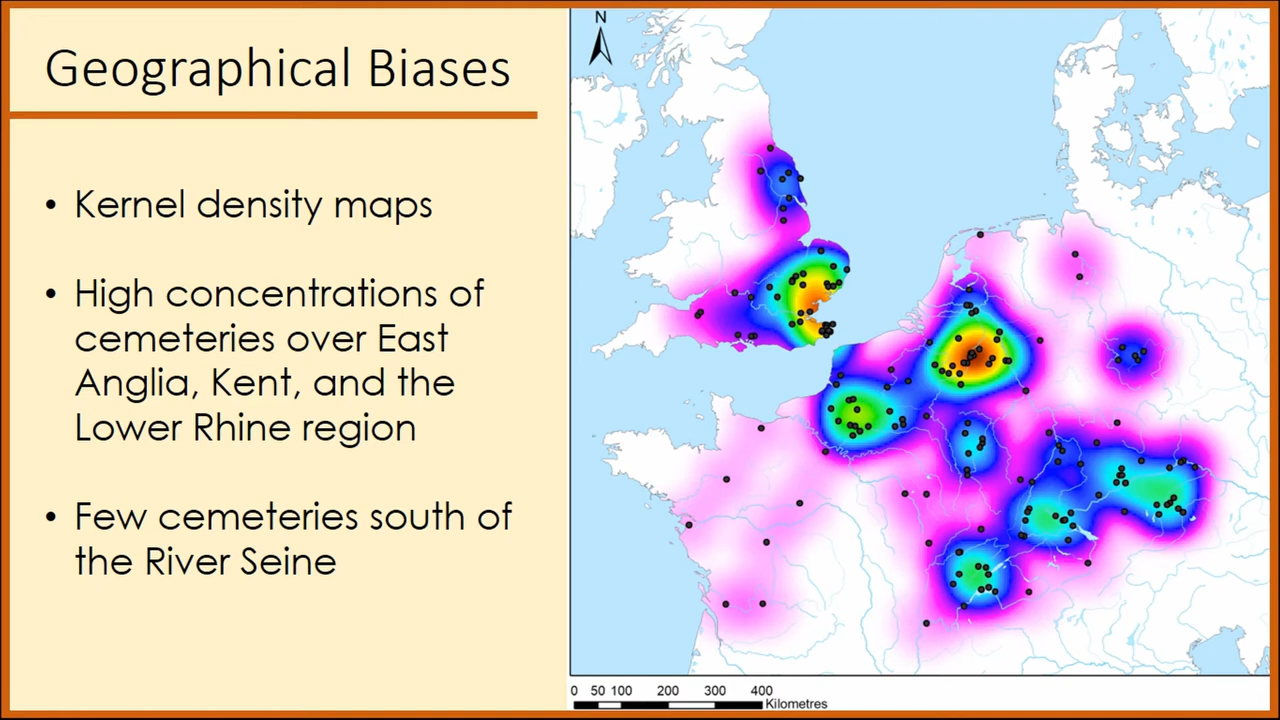 Geographical Biases
• Kernel density maps
• High concentrations of
cemeteries over East
Anglia, Kent, and the
Lower Rhine region
• Few cemeteries south of
the River Seine
N
0 50 100 200 300 400
Kilometres